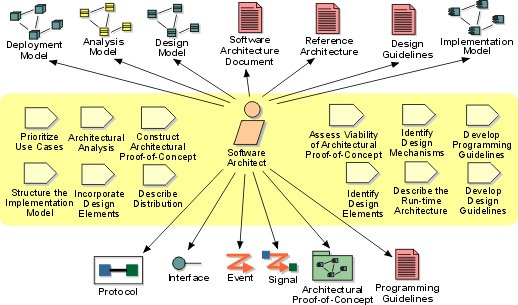 Deployment
Model
Analysis
Model
Design
Model
Software
Architecture
Document
Reference
Architecture
Design
Guidelines
Implementation
Model
Prioritize
Use Cases
Architectural
Analysis
Construct
Architectural
Proof-of-Concept
Software
Architect
Assess Viability
of Architectural
Proof-of-Concept
Identify
Design
Mechanisms
Develop
Programming
Guidelines
Structure the
Implementation
Model
Incorporate
Design
Elements
Describe
Distribution
Identify
Design
Elements
Describe the
Run-time
Architecture
Develop
Design
Guidelines
Protocol
Interface
Event
Signal
Architectural
Proof-of-Concept
Programming
Guidelines